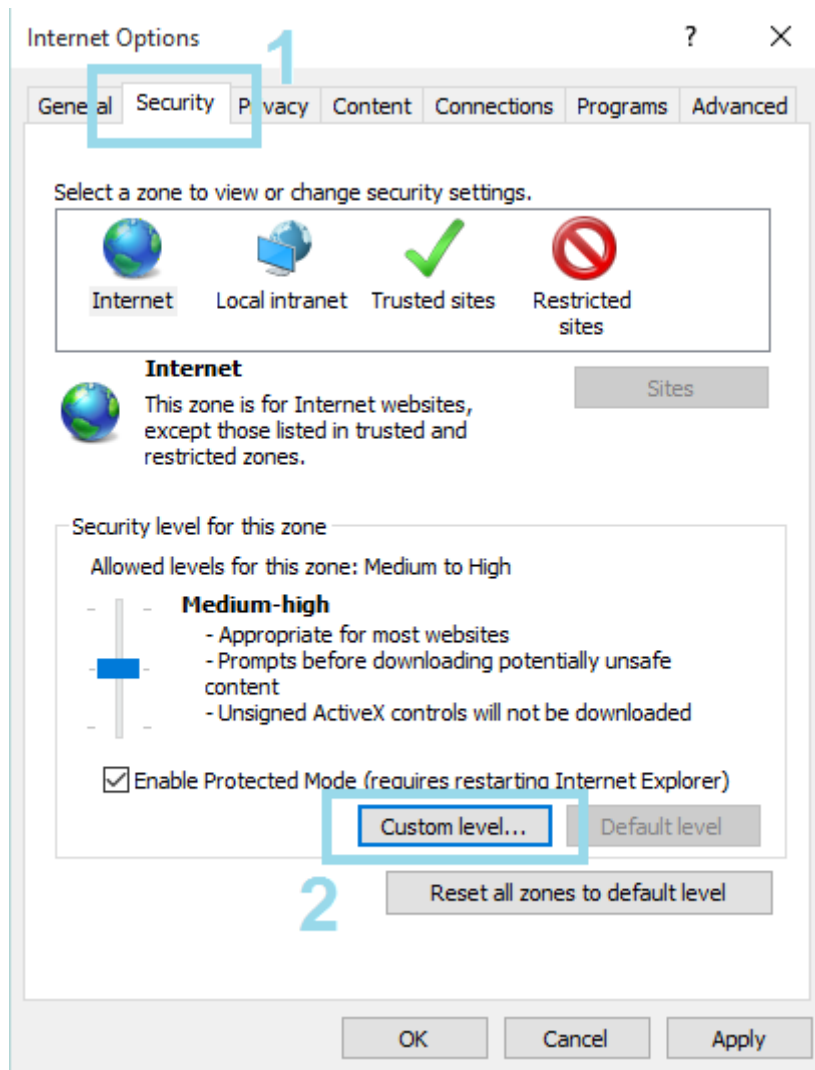 Internet Options
?
1
General
Security
Privacy
Content
Connections
Programs
Advanced
Select a zone to view or change security settings.
Internet
Local intranet
Trusted sites
Restricted
sites
Internet
This zone is for Internet websites,
except those listed in trusted and
restricted zones.
Sites
Security level for this zone
Allowed levels for this zone: Medium to High
Medium-high
- Appropriate for most websites
- Prompts before downloading potentially unsafe
content
- Unsigned ActiveX controls will not be downloaded
Enable Protected Mode (requires restarting Internet Explorer)
Custom level...
Default level
2
Reset all zones to default level
OK
Cancel
Apply